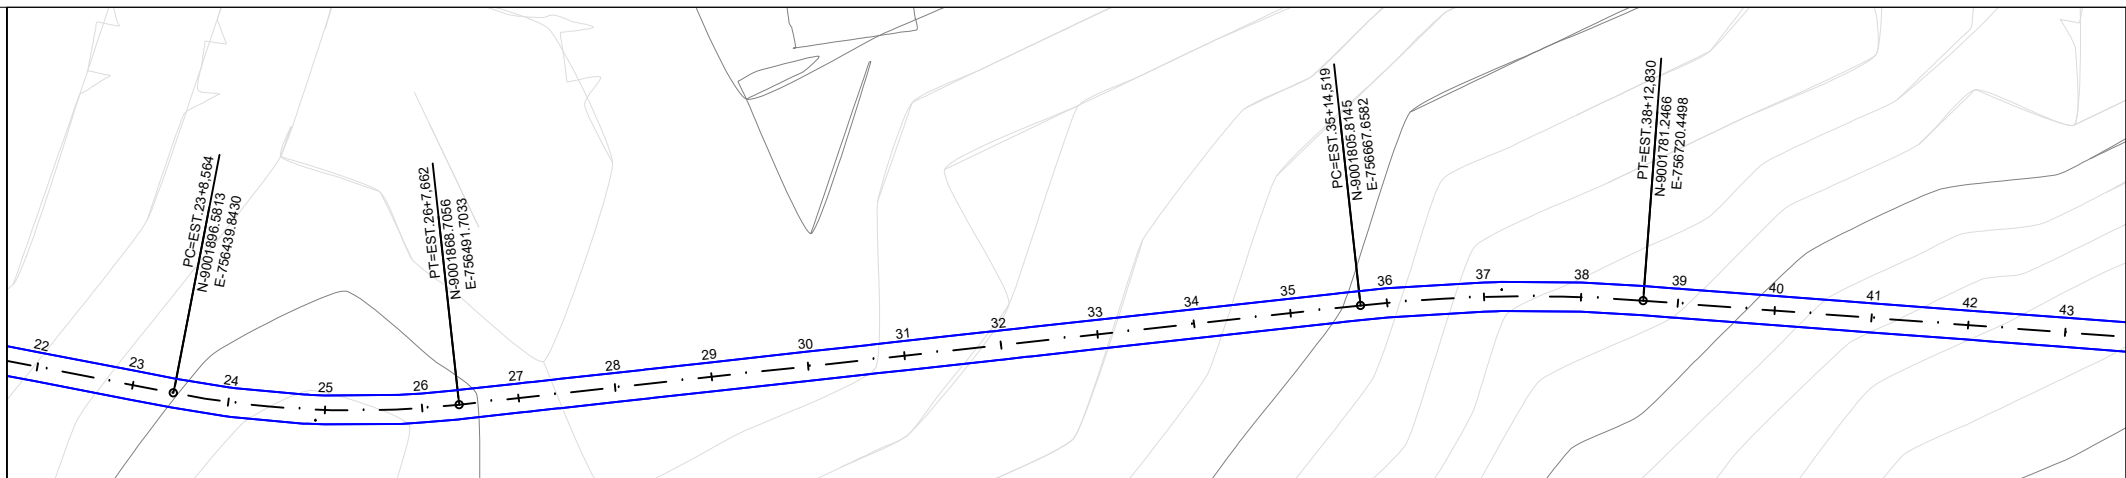 PC=EST.23+8,564
N-9001896.5813
E-756439.8430
PT=EST.26+7,662
N-9001868.7056
E-756491.7033
PC=EST.35+14,519
N-9001805.8145
E-756667.6582
PT=EST.38+12,830
N-9001781.2466
E-756720.4498
22
23
24
25
26
27
28
29
30
31
32
33
34
35
36
37
38
39
40
41
42
43